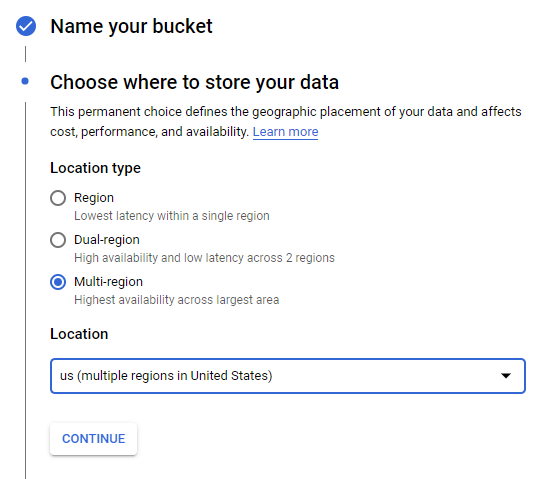 Name your bucket
Choose where to store your data
This permanent choice defines the geographic placement of your data and affects
cost, performance, and availability. Learn more
Location type
Region
Lowest latency within a single region
Dual-region
High availability and low latency across 2 regions
Multi-region
Highest availability across largest area
Location
us (multiple regions in United States)
CONTINUE